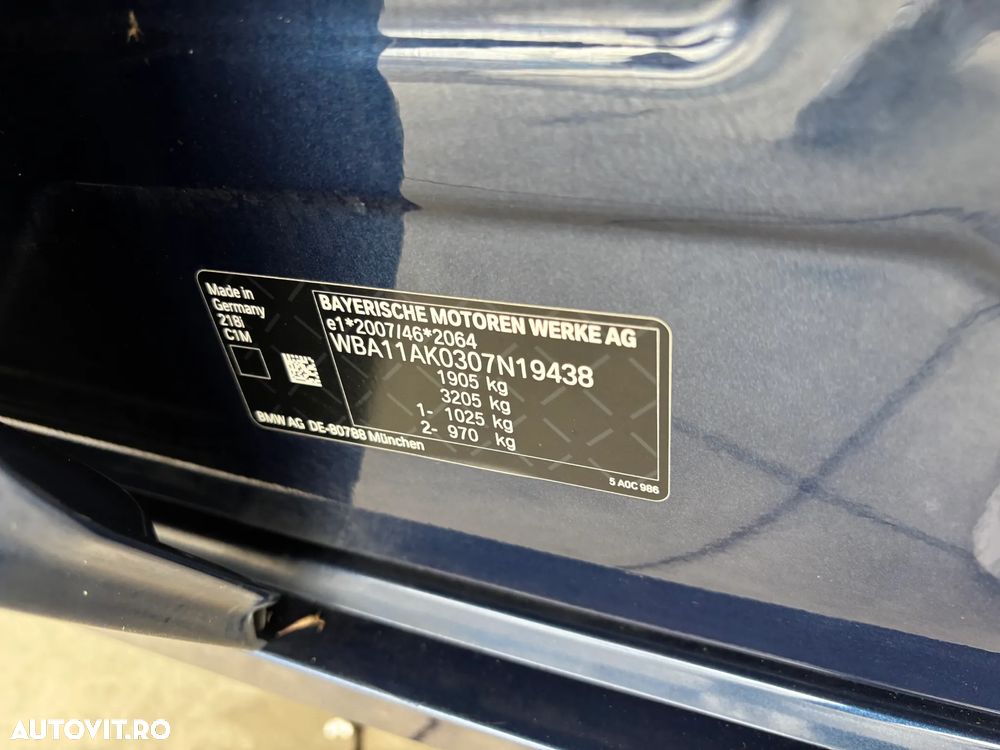 Made in
Germany
218i
C1M
BAYERISCHE MOTOREN WERKE AG
e1*2007/46*2064
WBA11AK0307N19438
1905 kg
3205 kg
1- 1025 kg
2- 970 kg
BMW AG DE-80788 München
5 A0C 986
AUTOVIT.RO